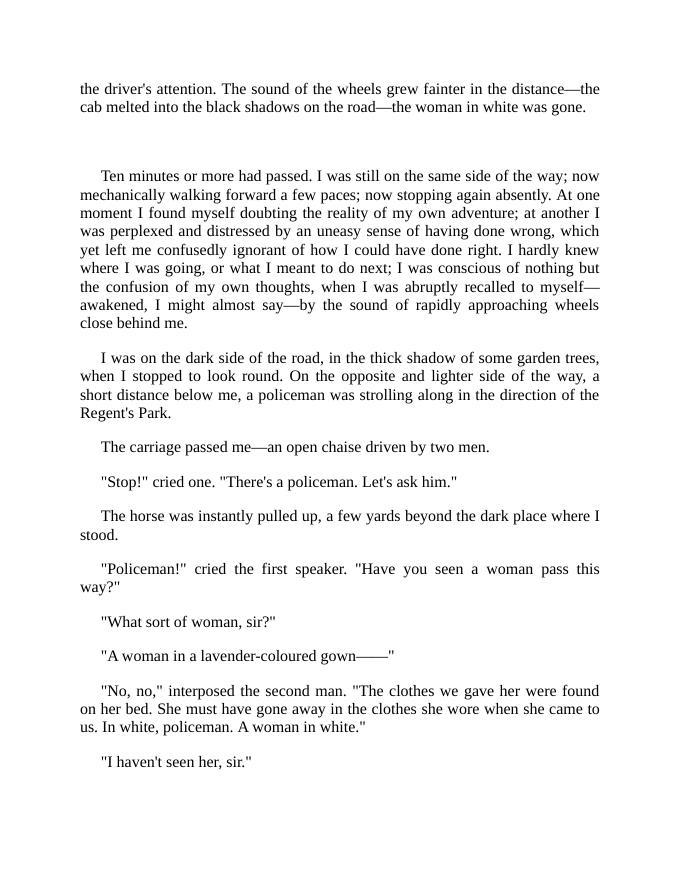 the driver's attention. The sound of the wheels grew fainter in the distance—the
cab melted into the black shadows on the road—the woman in white was gone.
Ten minutes or more had passed. I was still on the same side of the way; now
mechanically walking forward a few paces; now stopping again absently. At one
moment I found myself doubting the reality of my own adventure; at another I
was perplexed and distressed by an uneasy sense of having done wrong, which
yet left me confusedly ignorant of how I could have done right. I hardly knew
where I was going, or what I meant to do next; I was conscious of nothing but
the confusion of my own thoughts, when I was abruptly recalled to myself—
awakened, I might almost say—by the sound of rapidly approaching wheels
close behind me.
I was on the dark side of the road, in the thick shadow of some garden trees,
when I stopped to look round. On the opposite and lighter side of the way, a
short distance below me, a policeman was strolling along in the direction of the
Regent's Park.
The carriage passed me—an open chaise driven by two men.
"Stop!" cried one. "There's a policeman. Let's ask him."
The horse was instantly pulled up, a few yards beyond the dark place where I
stood.
"Policeman!" cried the first speaker. "Have you seen a woman pass this
way?"
"What sort of woman, sir?"
"A woman in a lavender-coloured gown——"
"No, no," interposed the second man. "The clothes we gave her were found
on her bed. She must have gone away in the clothes she wore when she came to
us. In white, policeman. A woman in white."
"I haven't seen her, sir."